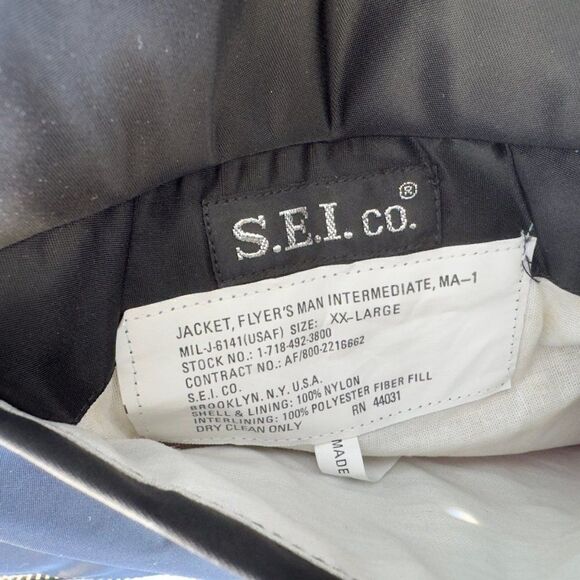 S.E.I. CO.®
JACKET, FLYER'S MAN INTERMEDIATE, MA-1
MIL-J-6141(USAF) SIZE: XX-LARGE
STOCK NO.: 1-718-492-3800
CONTRACT NO.: AF/800-2216662
S.E.I. CO.
BROOKLYN. N.Y. U.S.A.
SHELL & LINING: 100% NYLON
INTERLINING: 100% POLYESTER FIBER FILL
DRY CLEAN ONLY RN 44031
MADE